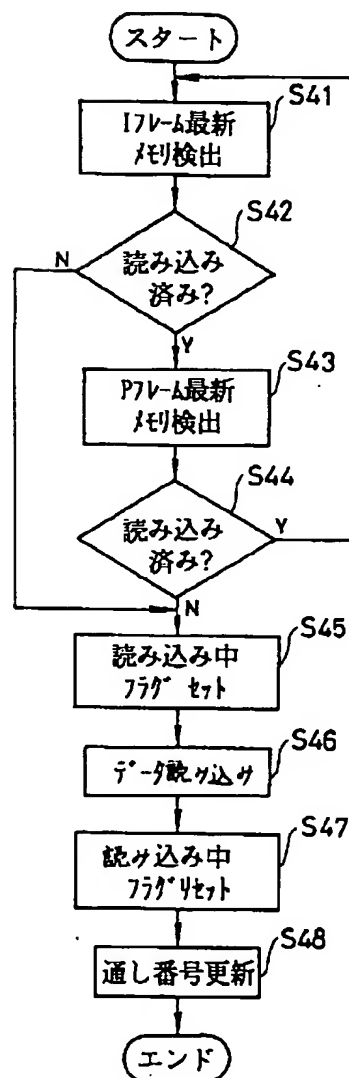 スタート
S41
Iフレーム最新
メモリ検出
S42
N
読み込み
済み?
Y
S43
Pフレーム最新
メモリ検出
S44
読み込み
済み?
Y
N
S45
読み込み中
フラグ セット
S46
データ読み込み
S47
読み込み中
フラグリセット
S48
通し番号更新
エンド